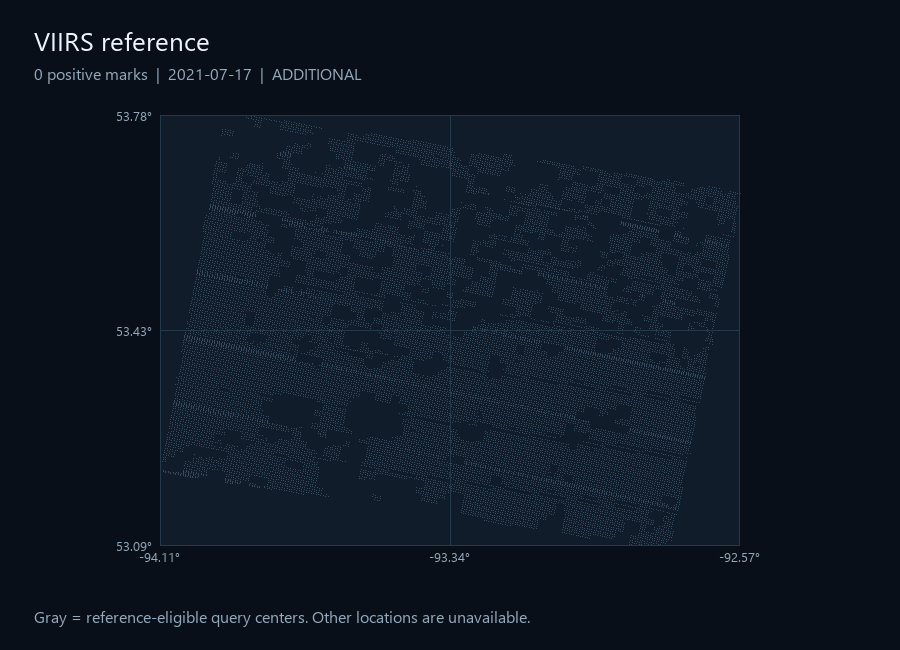 VIIRS reference
0 positive marks | 2021-07-17 | ADDITIONAL
53.78°
53.43°
53.09°
-94.11°
-93.34°
-92.57°
Gray = reference-eligible query centers. Other locations are unavailable.